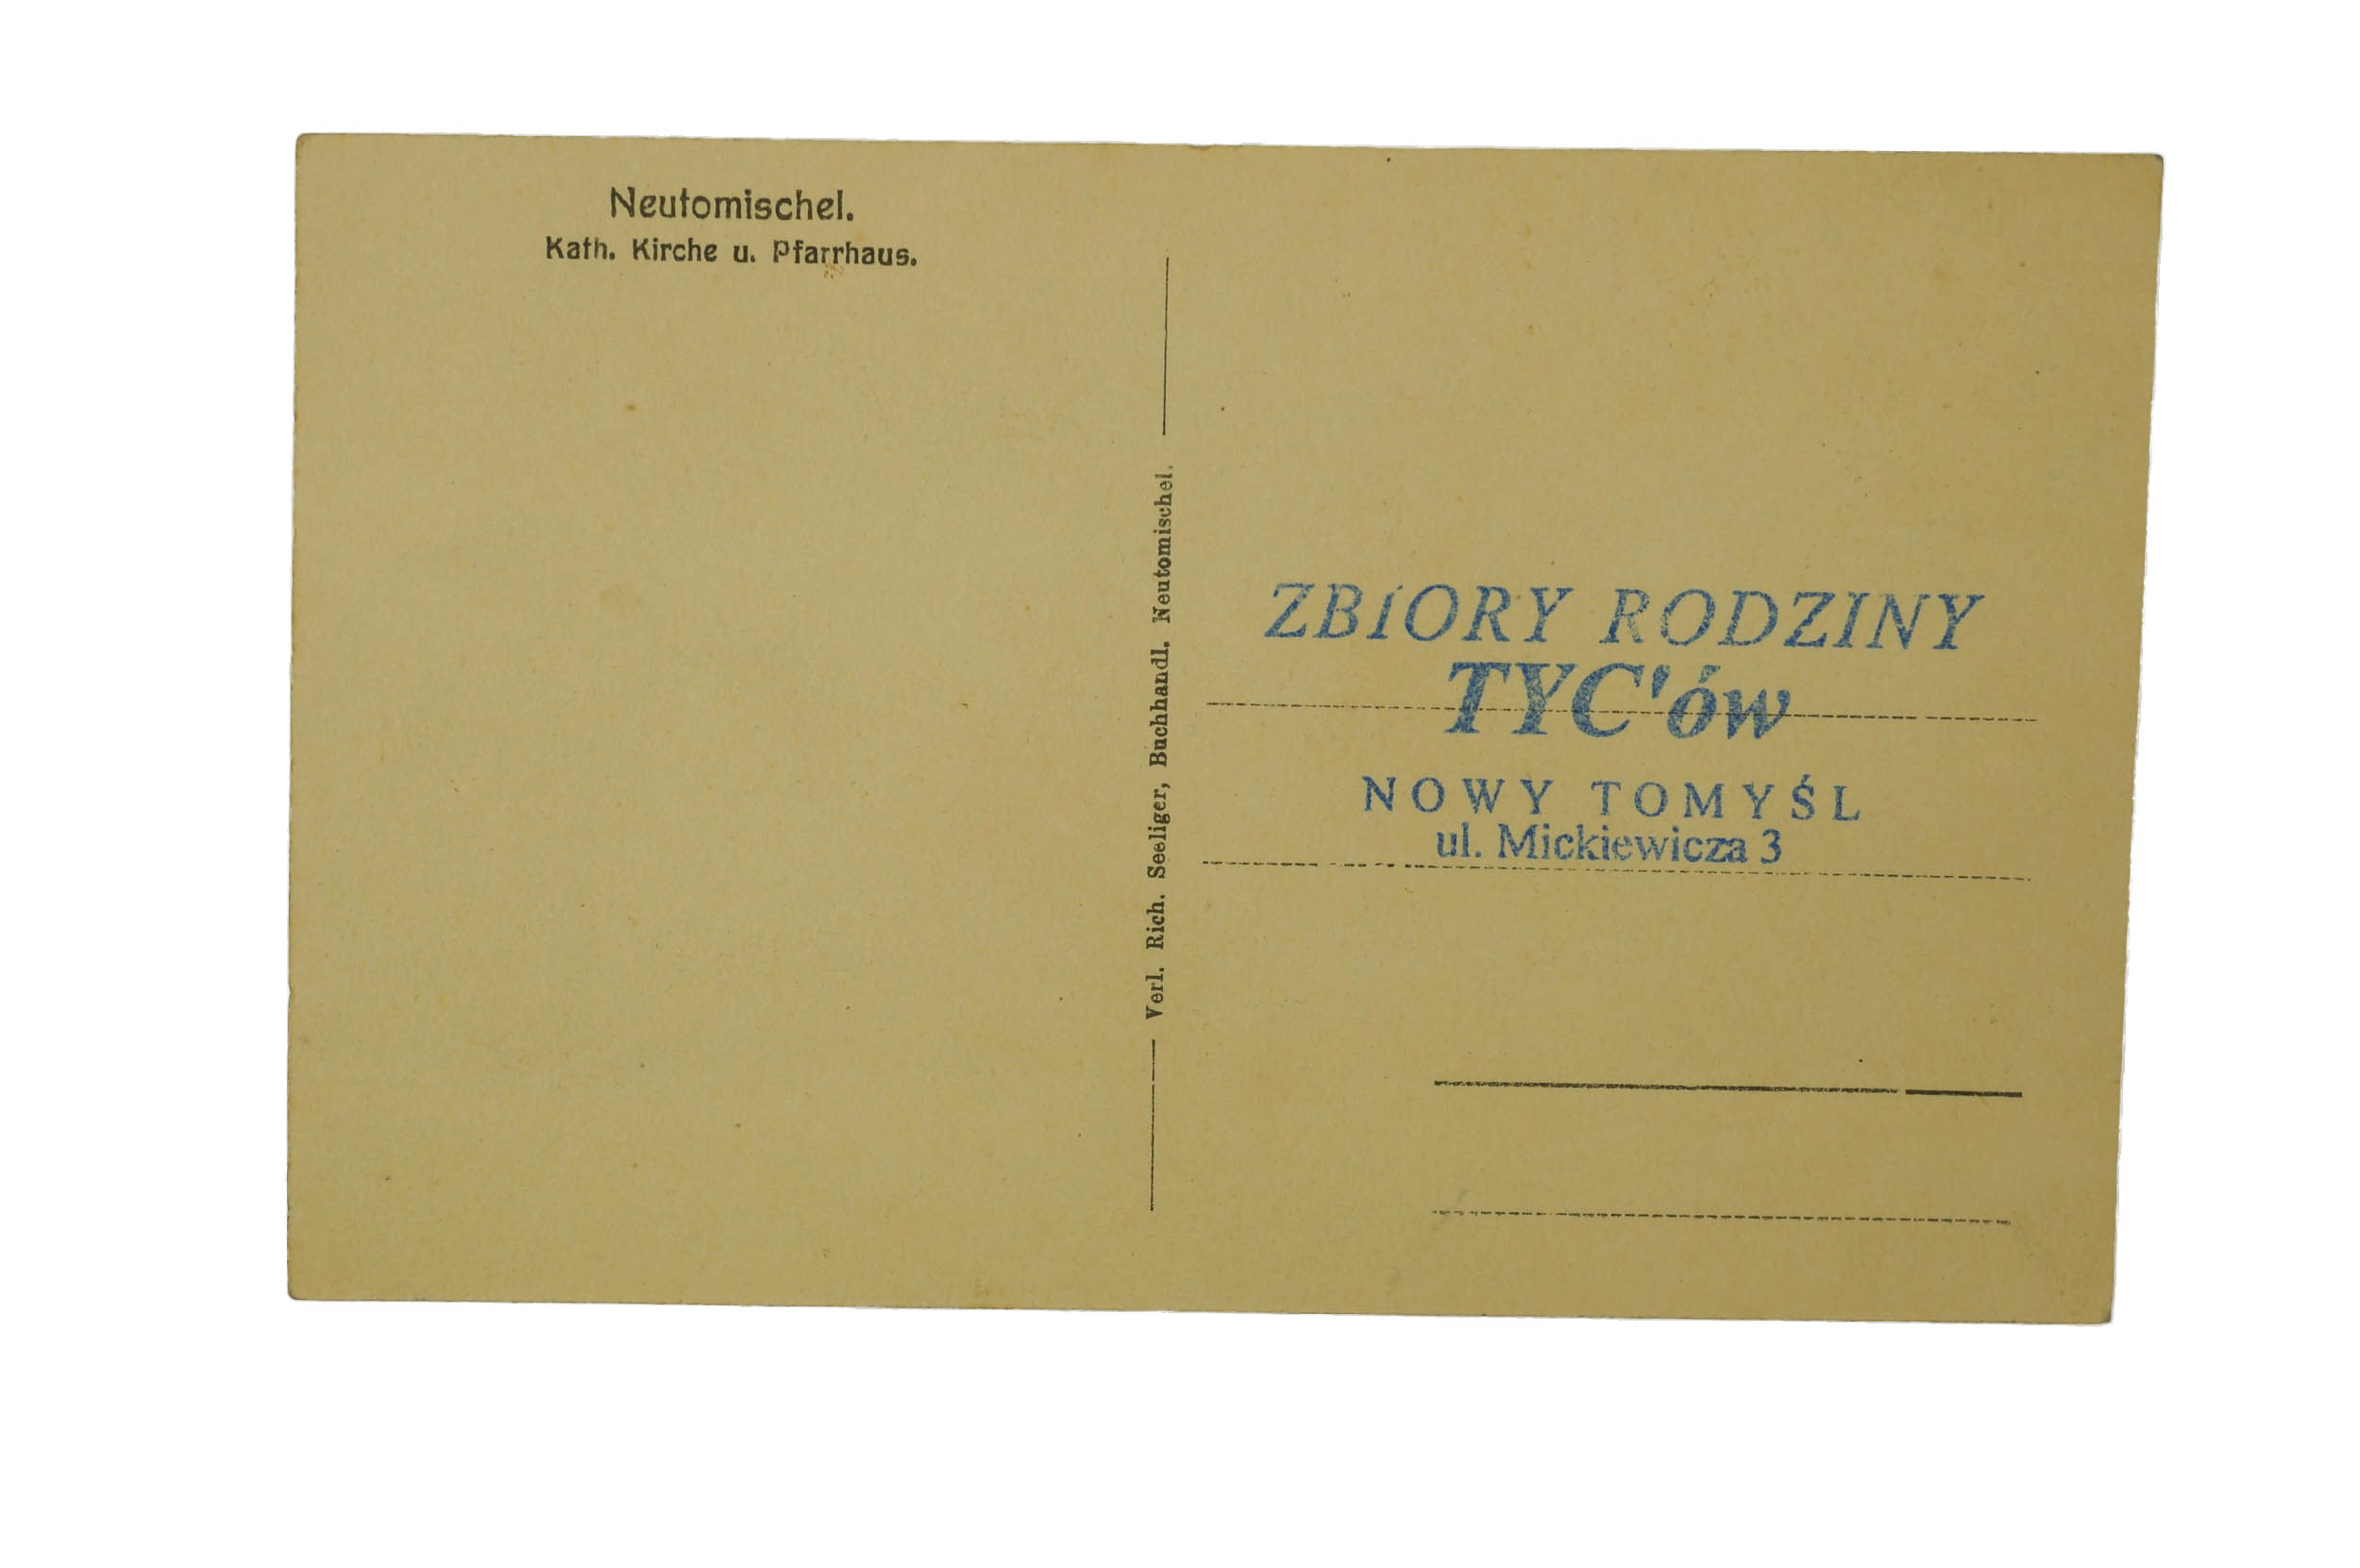 Neutomischel.
Kath. Kirche u. Pfarrhaus.
Verl. Rich. Seeliger, Buchhandl. Neutomischel.
ZBIORY RODZINY
TYC'ów
NOWY TOMYŚL
ul. Mickiewicza 3